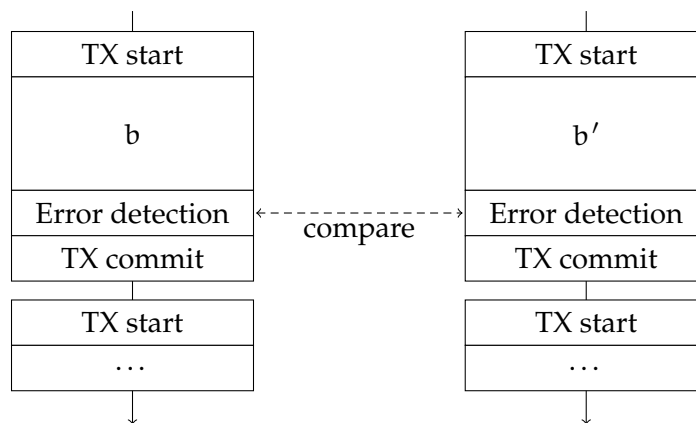 TX start
TX start
b
b′
Error detection
Error detection
compare
TX commit
TX commit
TX start
TX start
...
...